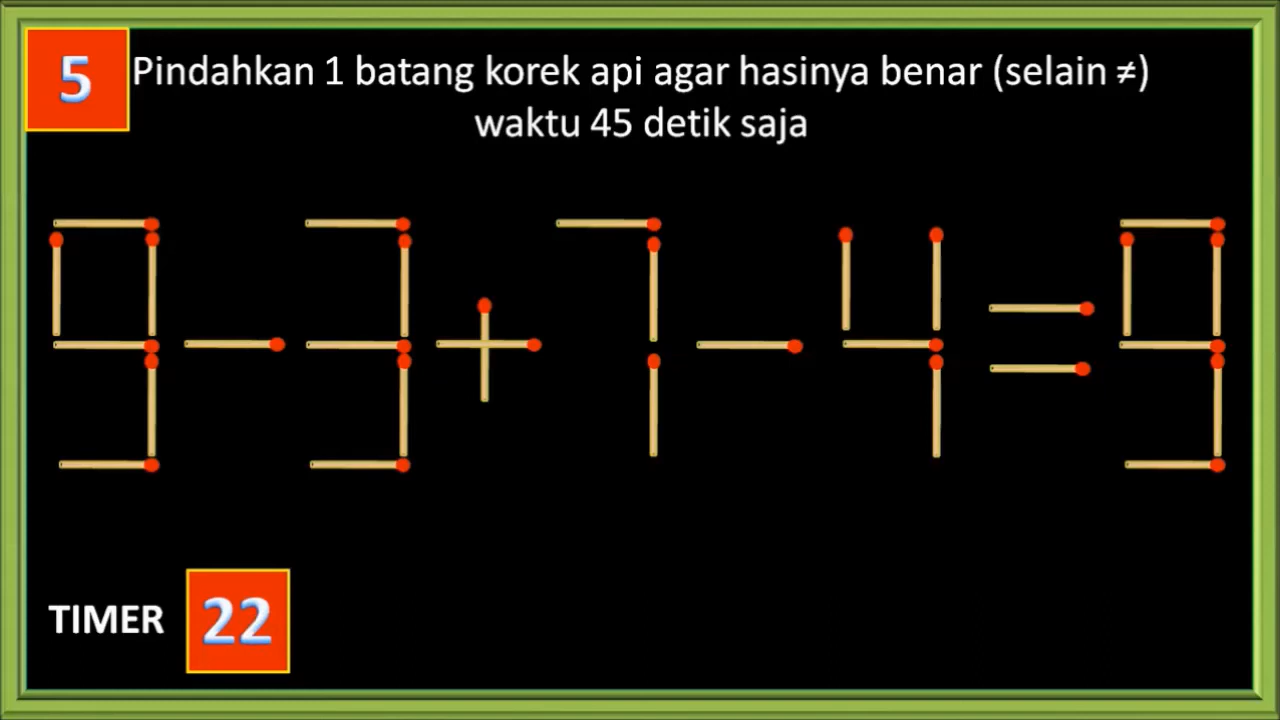 5
Pindahkan 1 batang korek api agar hasinya benar (selain ≠)
waktu 45 detik saja
9-3+7-4=9
TIMER 22